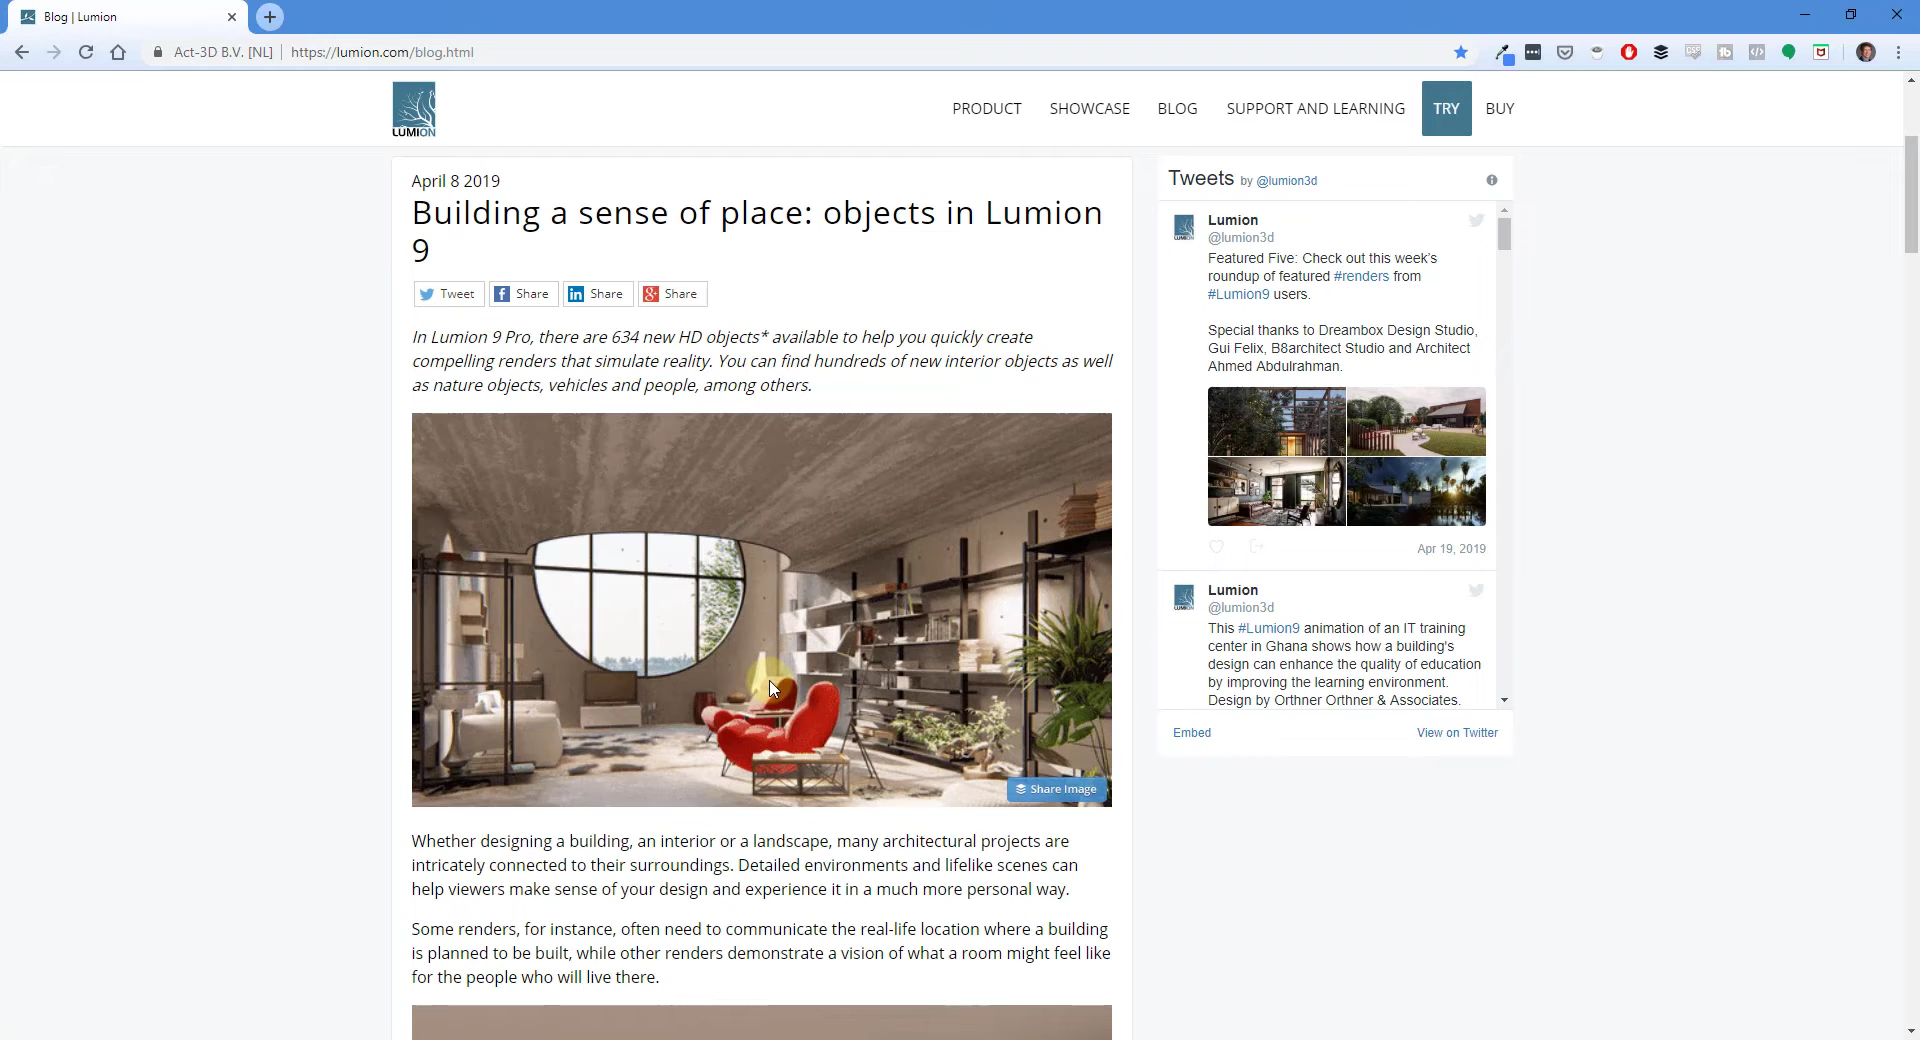 Blog | Lumion
Act-3D B.V. [NL]
https://lumion.com/blog.html
LUMION
PRODUCT
SHOWCASE
BLOG
SUPPORT AND LEARNING
TRY
BUY
April 8 2019
Building a sense of place: objects in Lumion
9
Tweet
Share
Share
Share
In Lumion 9 Pro, there are 634 new HD objects* available to help you quickly create
compelling renders that simulate reality. You can find hundreds of new interior objects as well
as nature objects, vehicles and people, among others.
Share Image
Whether designing a building, an interior or a landscape, many architectural projects are
intricately connected to their surroundings. Detailed environments and lifelike scenes can
help viewers make sense of your design and experience it in a much more personal way.
Some renders, for instance, often need to communicate the real-life location where a building
is planned to be built, while other renders demonstrate a vision of what a room might feel like
for the people who will live there.
Tweets by @lumion3d
Lumion
@lumion3d
Featured Five: Check out this week's
roundup of featured #renders from
#Lumion9 users.
Special thanks to Dreambox Design Studio,
Gui Felix, B8architect Studio and Architect
Ahmed Abdulrahman.
Apr 19, 2019
Lumion
@lumion3d
This #Lumion9 animation of an IT training
center in Ghana shows how a building's
design can enhance the quality of education
by improving the learning environment.
Design by Orthner Orthner & Associates.
Embed
View on Twitter